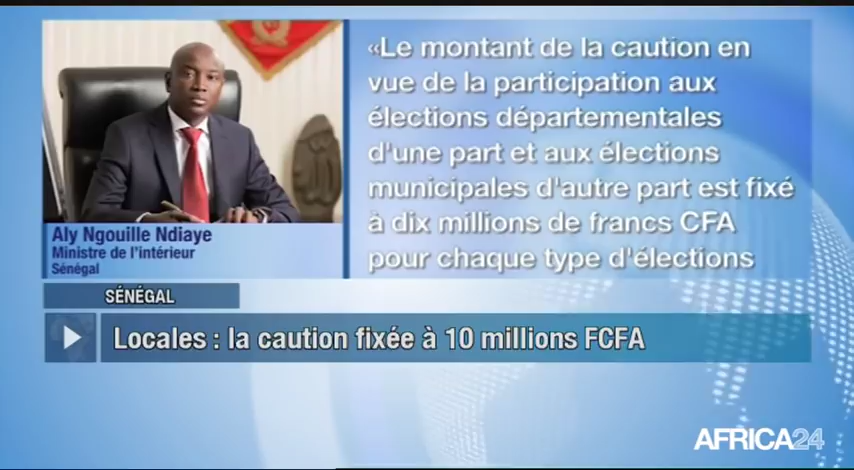 «Le montant de la caution en
vue de la participation aux
élections départementales
d'une part et aux élections
municipales d'autre part est fixé
à dix millions de francs CFA
pour chaque type d'élections
Aly Ngouille Ndiaye
Ministre de l'intérieur
Sénégal
SÉNÉGAL
Locales : la caution fixée à 10 millions FCFA
AFRICA24